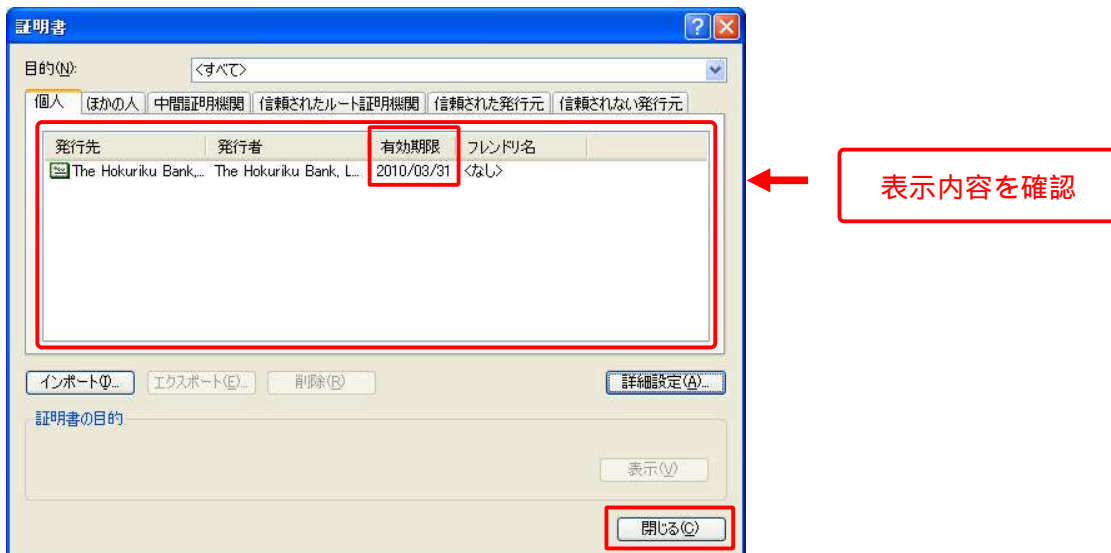 証明書
目的(N):
<すべて>
個人 ほかの人 中間証明機関 信頼されたルート証明機関 信頼された発行元 信頼されない発行元
発行先 発行者 有効期限 フレンドリ名
The Hokuriku Bank,... The Hokuriku Bank, L... 2010/03/31 <なし>
表示内容を確認
インポート(I)... エクスポート(E)... 削除(R) 詳細設定(A)...
証明書の目的
表示(V)
閉じる(C)